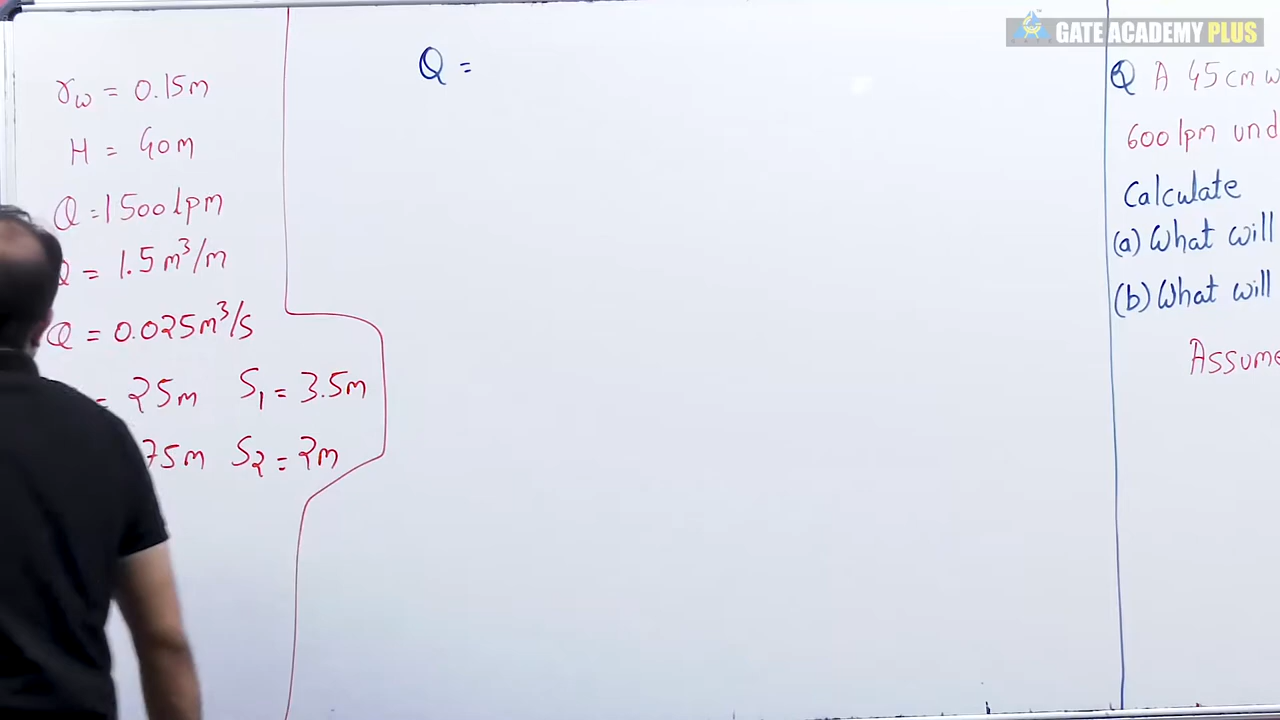 GATE ACADEMY PLUS
rw = 0.15m
H = 40m
Q = 1500 lpm
Q = 1.5 m³/m
Q = 0.025 m³/s
= 25m S₁ = 3.5m
75m S₂ = 2m
Q =
Q A 45 cm
600 lpm und
Calculate
(a) What will
(b) What will
Assume